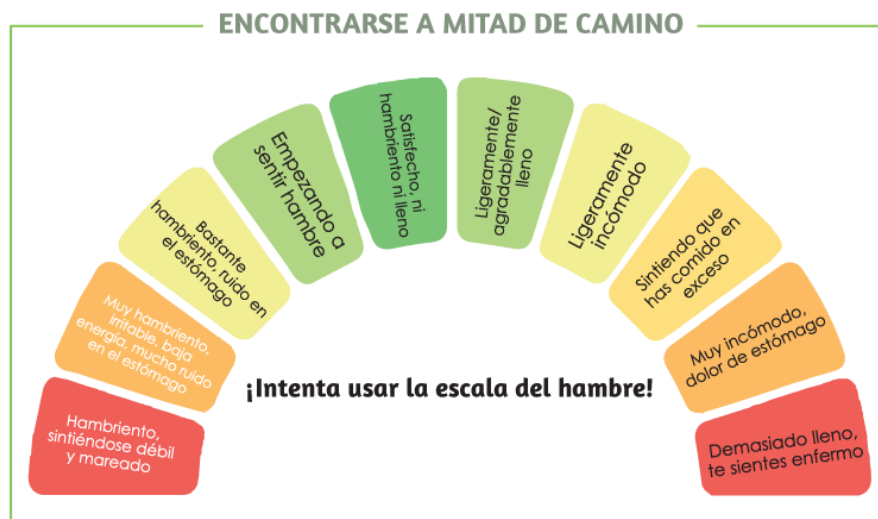 ENCONTRARSE A MITAD DE CAMINO
Hambriento,
sintiéndose débil
y mareado
Muy hambriento,
irritable, baja
energía, mucho ruido
en el estómago
Bastante
hambriento, ruido en
el estómago
Empezando a
sentir hambre
Satisfecho, ni
hambriento ni lleno
Ligeramente/
agradablemente
lleno
Ligeramente
incómodo
Sintiendo que
has comido en
exceso
Muy incómodo,
dolor de estómago
Demasiado lleno,
te sientes enfermo
¡Intenta usar la escala del hambre!